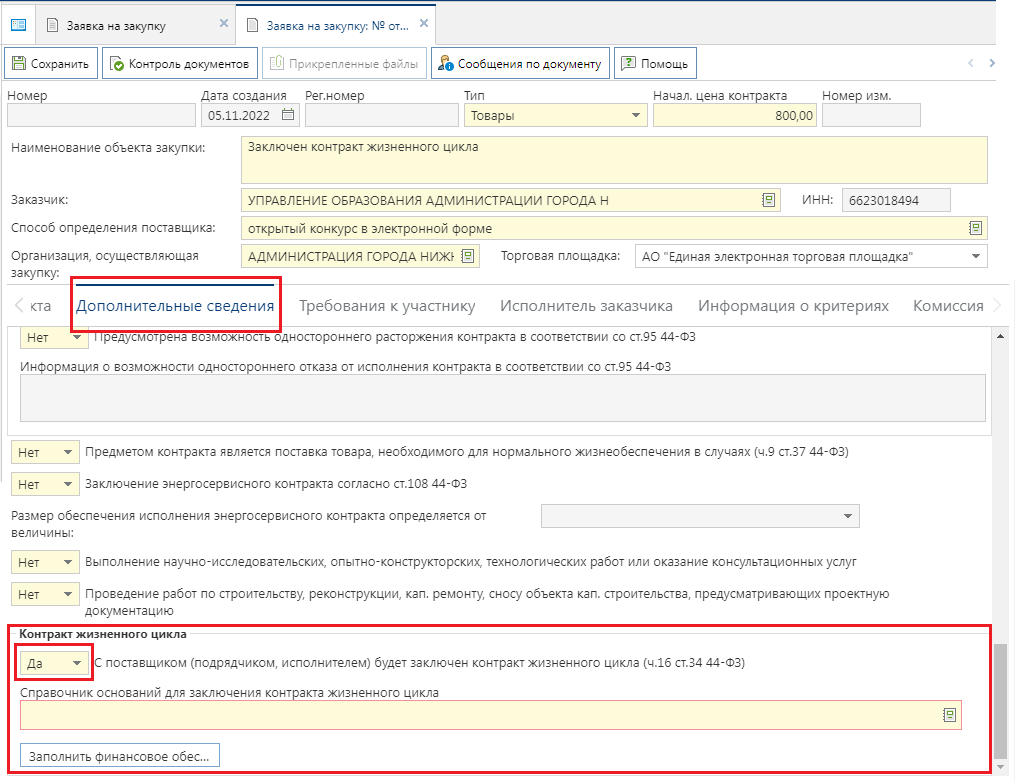 Заявка на закупку
Заявка на закупку: № от...
Сохранить
Контроль документов
Прикрепленные файлы
Сообщения по документу
Помощь
Номер
Дата создания
Рег.номер
Тип
Начал. цена контракта
Номер изм.
05.11.2022
Товары
800,00
Наименование объекта закупки:
Заключен контракт жизненного цикла
Заказчик:
УПРАВЛЕНИЕ ОБРАЗОВАНИЯ АДМИНИСТРАЦИИ ГОРОДА Н
ИНН:
6623018494
Способ определения поставщика:
открытый конкурс в электронной форме
Организация, осуществляющая
закупку:
АДМИНИСТРАЦИЯ ГОРОДА НИЖН
Торговая площадка:
АО "Единая электронная торговая площадка"
кта
Дополнительные сведения
Требования к участнику
Исполнитель заказчика
Информация о критериях
Комиссия
Нет
Предусмотрена возможность одностороннего расторжения контракта в соответствии со ст.95 44-ФЗ
Информация о возможности одностороннего отказа от исполнения контракта в соответствии со ст.95 44-ФЗ
Нет
Предметом контракта является поставка товара, необходимого для нормального жизнеобеспечения в случаях (ч.9 ст.37 44-ФЗ)
Нет
Заключение энергосервисного контракта согласно ст.108 44-ФЗ
Размер обеспечения исполнения энергосервисного контракта определяется от
величины:
Нет
Выполнение научно-исследовательских, опытно-конструкторских, технологических работ или оказание консультационных услуг
Нет
Проведение работ по строительству, реконструкции, кап. ремонту, сносу объекта кап. строительства, предусматривающих проектную
документацию
Контракт жизненного цикла
Да
С поставщиком (подрядчиком, исполнителем) будет заключен контракт жизненного цикла (ч.16 ст.34 44-ФЗ)
Справочник оснований для заключения контракта жизненного цикла
Заполнить финансовое обес...